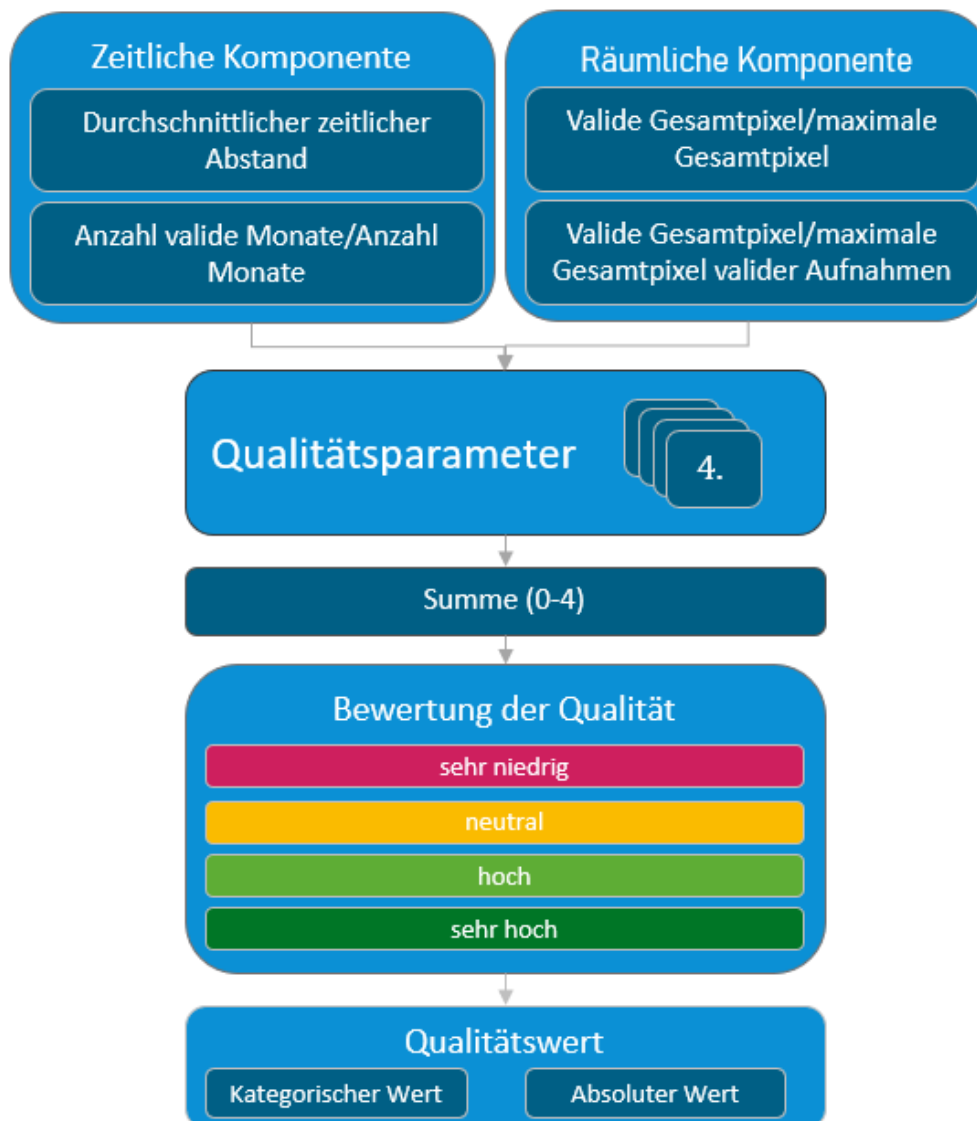 Zeitliche Komponente
Durchschnittlicher zeitlicher
Abstand
Anzahl valide Monate/Anzahl
Monate
Räumliche Komponente
Valide Gesamtpixel/maximale
Gesamtpixel
Valide Gesamtpixel/maximale
Gesamtpixel valider Aufnahmen
Qualitätsparameter
4.
Summe (0-4)
Bewertung der Qualität
sehr niedrig
neutral
hoch
sehr hoch
Qualitätswert
Kategorischer Wert
Absoluter Wert